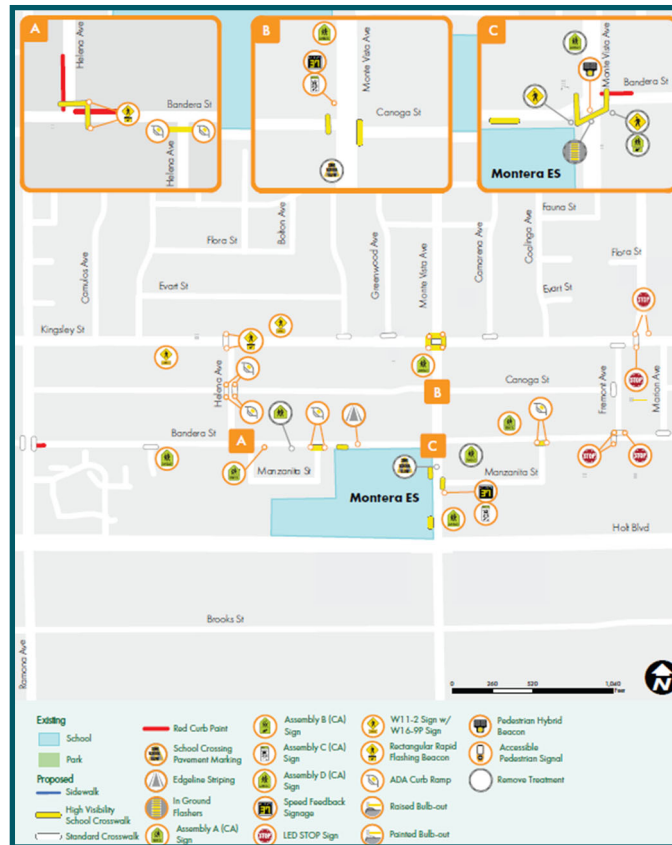 A
Helena Ave
Bandera St
Helena Ave
B
Monte Vista Ave
Canoga St
C
Monte Vista Ave
Bandera St
Montera ES
Camulos Ave
Flora St
Bolton Ave
Evart St
Greenwood Ave
Monte Vista Ave
Camarena Ave
Coalinga Ave
Fauna St
Flora St
Evart St
Kingsley St
STOP
STOP
Helena Ave
Canoga St
Fremont Ave
Marion Ave
B
Bandera St
A
C
STOP
STOP
Manzanita St
Manzanita St
Montera ES
Holt Blvd
Brooks St
Ramona Ave
0
260
520
1,040
Feet
N
Existing
School
Park
Proposed
Sidewalk
High Visibility
School Crosswalk
Standard Crosswalk
Red Curb Paint
School Crossing
Pavement Marking
Edgeline Striping
In Ground
Flashers
Assembly A (CA)
Sign
Assembly B (CA)
Sign
Assembly C (CA)
Sign
Assembly D (CA)
Sign
Speed Feedback
Signage
STOP
LED STOP Sign
W11-2 Sign w/
W16-9P Sign
Rectangular Rapid
Flashing Beacon
ADA Curb Ramp
Raised Bulb-out
Painted Bulb-out
Pedestrian Hybrid
Beacon
Accessible
Pedestrian Signal
Remove Treatment